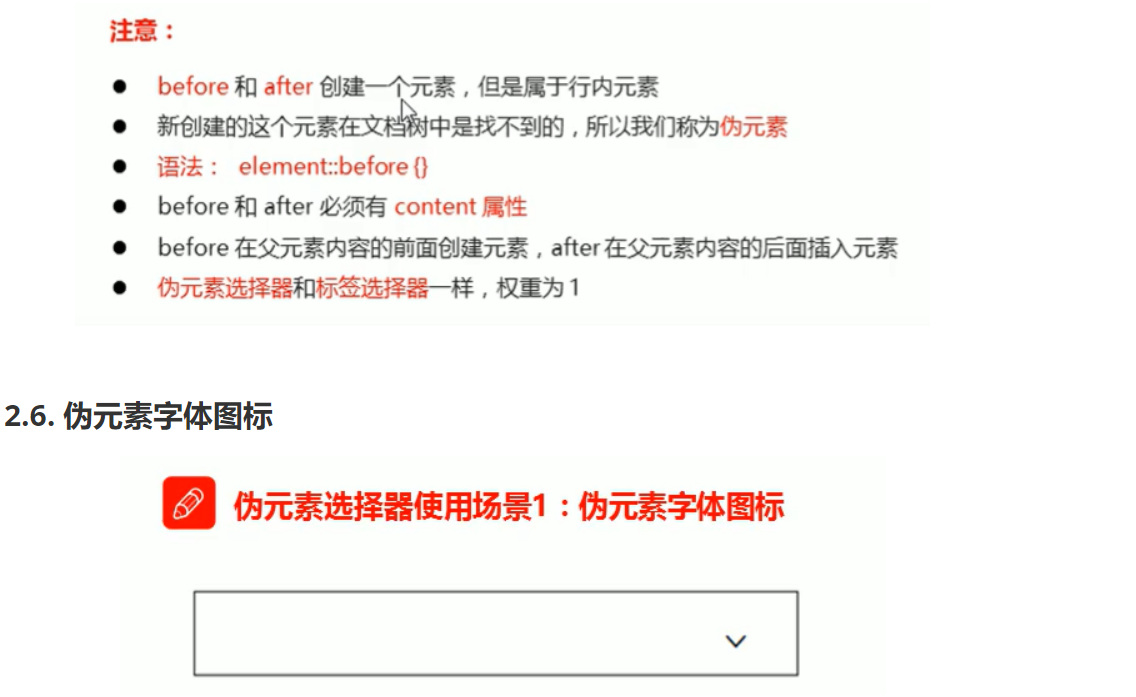 注意：
before 和 after 创建一个元素，但是属于行内元素
新创建的这个元素在文档树中是找不到的，所以我们称为伪元素
语法： element::before {}
before 和 after 必须有 content 属性
before 在父元素内容的前面创建元素，after 在父元素内容的后面插入元素
伪元素选择器和标签选择器一样，权重为 1
2.6. 伪元素字体图标
伪元素选择器使用场景1：伪元素字体图标